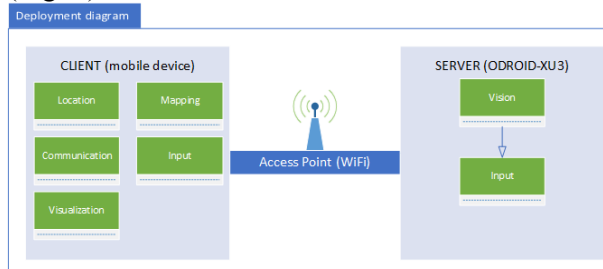 Deployment diagram
CLIENT (mobile device)
Location
Mapping
Communication
Input
Visualization
Access Point (WiFi)
SERVER (ODROID-XU3)
Vision
Input